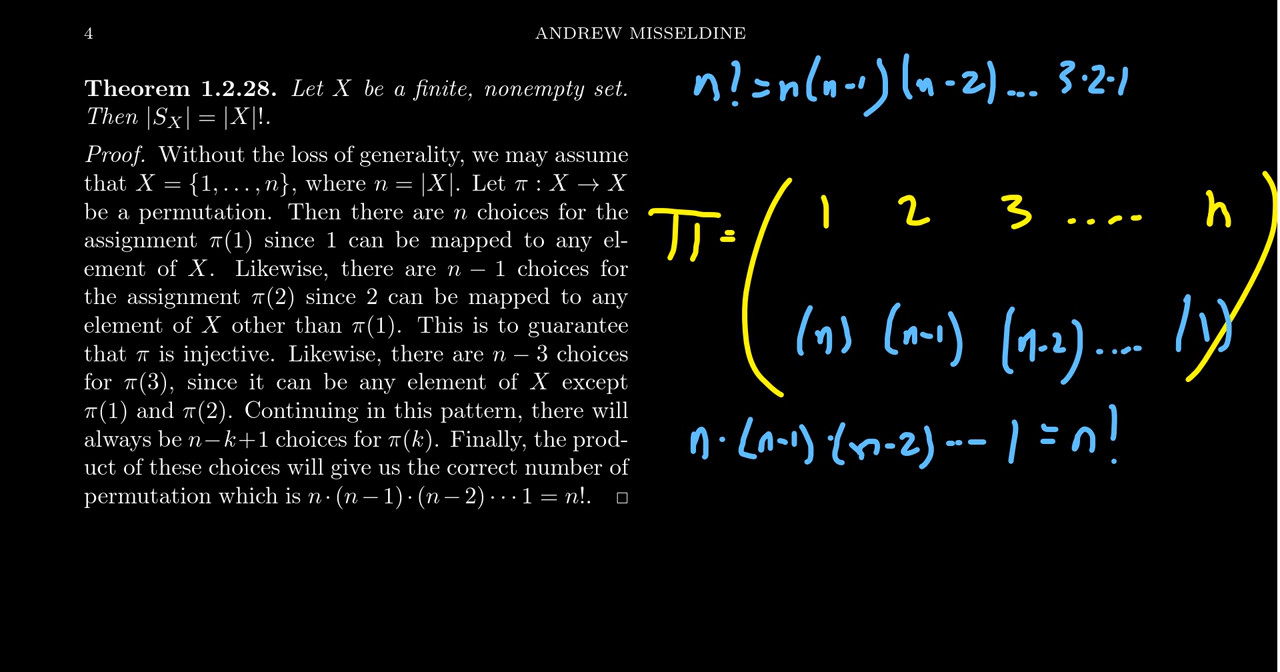 4
ANDREW MISSELDINE
Theorem 1.2.28. Let X be a finite, nonempty set.
Then |S_X| = |X|!.
Proof. Without the loss of generality, we may assume
that X = {1, . . . , n}, where n = |X|. Let π : X → X
be a permutation. Then there are n choices for the
assignment π(1) since 1 can be mapped to any el-
ement of X. Likewise, there are n − 1 choices for
the assignment π(2) since 2 can be mapped to any
element of X other than π(1). This is to guarantee
that π is injective. Likewise, there are n − 3 choices
for π(3), since it can be any element of X except
π(1) and π(2). Continuing in this pattern, there will
always be n−k+1 choices for π(k). Finally, the prod-
uct of these choices will give us the correct number of
permutation which is n · (n − 1) · (n − 2) · · · 1 = n!. □
n! = n(n-1)(n-2)... 3·2·1
π = ( 1 2 3 .... n )
(n) (n-1) (n-2) .... (1)
n · (n-1) · (n-2) ... 1 = n!